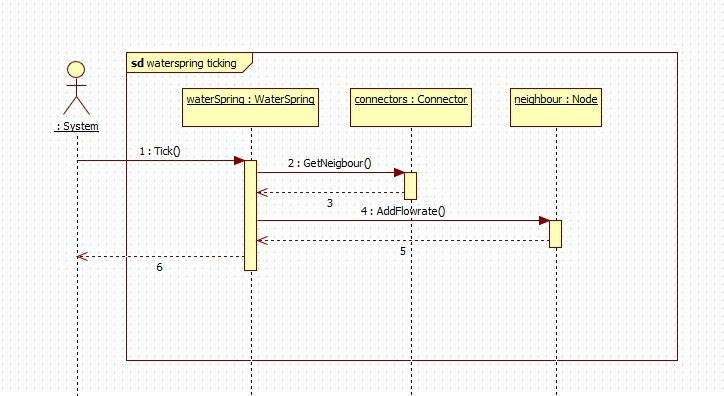 sd waterspring ticking
waterSpring : WaterSpring
connectors : Connector
neighbour : Node
: System
1 : Tick()
2 : GetNeigbour()
3
4 : AddFlowrate()
5
6